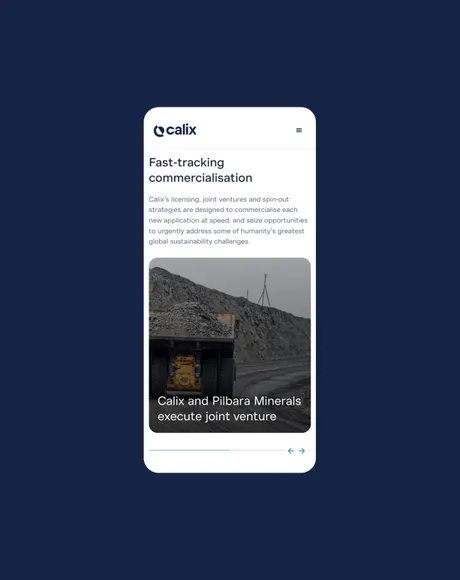 calix
Fast-tracking
commercialisation
Calix's licensing, joint ventures and spin-out
strategies are designed to commercialise each
new application at speed, and seize opportunities
to urgently address some of humanity's greatest
global sustainability challenges.
Calix and Pilbara Minerals
execute joint venture